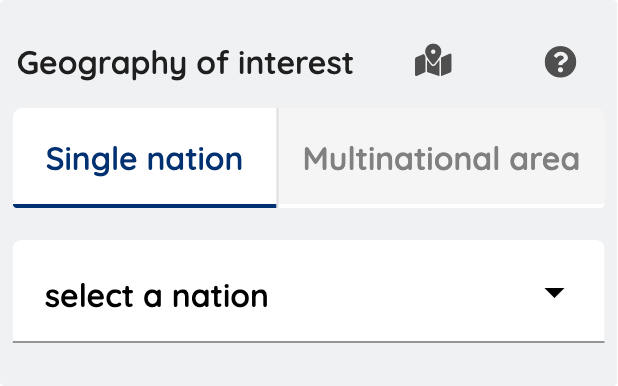 Geography of interest
Single nation
Multinational area
select a nation